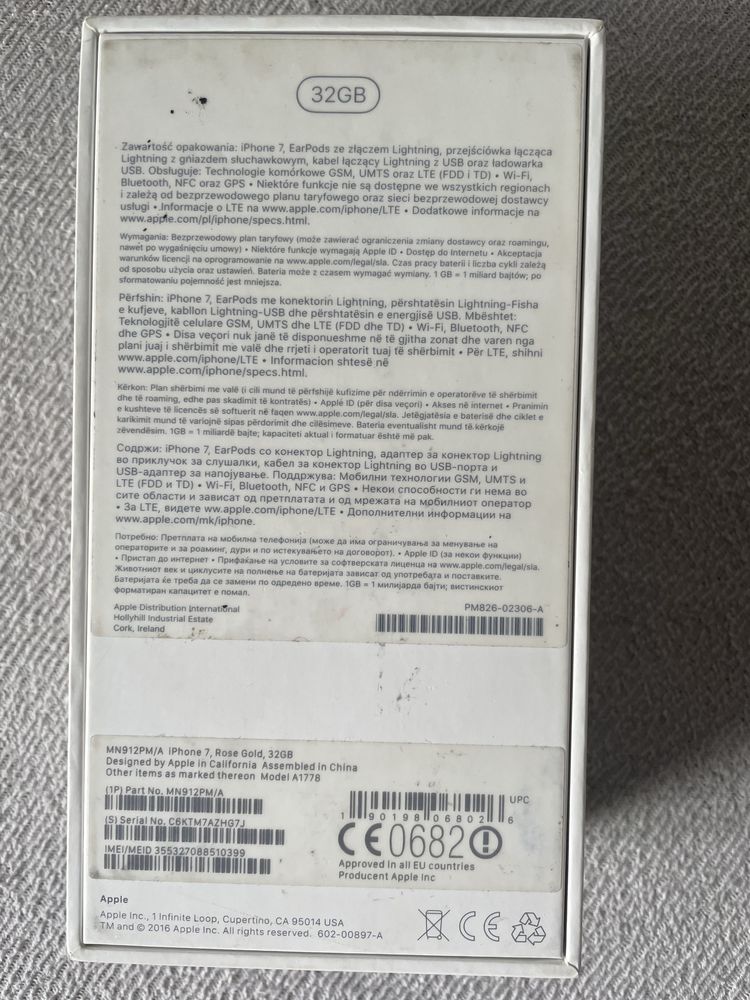 32GB
Zawartość opakowania: iPhone 7, EarPods ze złączem Lightning, przejściówka łącząca
Lightning z gniazdem słuchawkowym, kabel łączący Lightning z USB oraz ładowarka
USB. Obsługuje: Technologie komórkowe GSM, UMTS oraz LTE (FDD i TD) • Wi-Fi,
Bluetooth, NFC oraz GPS • Niektóre funkcje nie są dostępne we wszystkich regionach
i zależą od bezprzewodowego planu taryfowego oraz sieci bezprzewodowej dostawcy
usługi • Informacje o LTE na www.apple.com/iphone/LTE • Dodatkowe informacje na
www.apple.com/pl/iphone/specs.html.
Wymagania: Bezprzewodowy plan taryfowy (może zawierać ograniczenia zmiany dostawcy oraz roamingu,
nawet po wygaśnięciu umowy) • Niektóre funkcje wymagają Apple ID • Dostęp do Internetu • Akceptacja
warunków licencji na oprogramowanie na www.apple.com/legal/sla. Czas pracy baterii i liczba cykli zależą
od sposobu użycia oraz ustawień. Bateria może z czasem wymagać wymiany. 1 GB = 1 miliard bajtów; po
sformatowaniu pojemność jest mniejsza.
Përfshin: iPhone 7, EarPods me konektorin Lightning, përshtatësin Lightning-Fisha
e kufjeve, kabllon Lightning-USB dhe përshtatësin e energjisë USB. Mbështet:
Teknologjitë celulare GSM, UMTS dhe LTE (FDD dhe TD) • Wi-Fi, Bluetooth, NFC
dhe GPS • Disa veçori nuk janë të disponueshme në të gjitha zonat dhe varen nga
plani juaj i shërbimit me valë dhe rrjeti i operatorit tuaj të shërbimit • Për LTE, shihni
www.apple.com/iphone/LTE • Informacion shtesë në
www.apple.com/iphone/specs.html.
Kërkon: Plan shërbimi me valë (i cili mund të përfshijë kufizime për ndërrimin e operatorëve të shërbimit
dhe të roaming, edhe pas skadimit të kontratës) • Apple ID (për disa veçori) • Akses në internet • Pranimin
e kushteve të licencës së softuerit në faqen www.apple.com/legal/sla. Jetëgjatësia e baterisë dhe ciklet e
karikimit mund të variojnë sipas përdorimit dhe cilësimeve. Bateria eventualisht mund të kërkojë
zëvendësim. 1GB = 1 miliardë bajte; kapaciteti aktual i formatuar është më pak.
Содржи: iPhone 7, EarPods со конектор Lightning, адаптер за конектор Lightning
во приклучок за слушалки, кабел за конектор Lightning во USB-порта и
USB-адаптер за напојување. Поддржува: Мобилни технологии GSM, UMTS и
LTE (FDD и TD) • Wi-Fi, Bluetooth, NFC и GPS • Некои способности ги нема во
сите области и зависат од претплатата и од мрежата на мобилниот оператор
• За LTE, видете ww.apple.com/iphone/LTE • Дополнителни информации на
www.apple.com/mk/iphone.
Потребно: Претплата на мобилна телефонија (може да има ограничувања за менување на
операторите и за роаминг, дури и по истекувањето на договорот). • Apple ID (за некои функции)
• Пристап до интернет • Прифаќање на условите за софтверската лиценца на www.apple.com/legal/sla.
Животниот век и циклусите на полнење на батеријата зависат од употребата и поставките.
Батеријата ќе треба да се замени по одредено време. 1GB = 1 милијарда бајти; вистинскиот
форматиран капацитет е помал.
Apple Distribution International
Hollyhill Industrial Estate
Cork, Ireland
PM826-02306-A
MN912PM/A iPhone 7, Rose Gold, 32GB
Designed by Apple in California Assembled in China
Other items as marked thereon Model A1778
(1P) Part No. MN912PM/A
(S) Serial No. C6KTM7AZHG7J
IMEI/MEID 355327088510399
UPC
1 90198 06802 6
CE0682
Approved in all EU countries
Producent Apple Inc
Apple
Apple Inc., 1 Infinite Loop, Cupertino, CA 95014 USA
TM and © 2016 Apple Inc. All rights reserved. 602-00897-A
CE